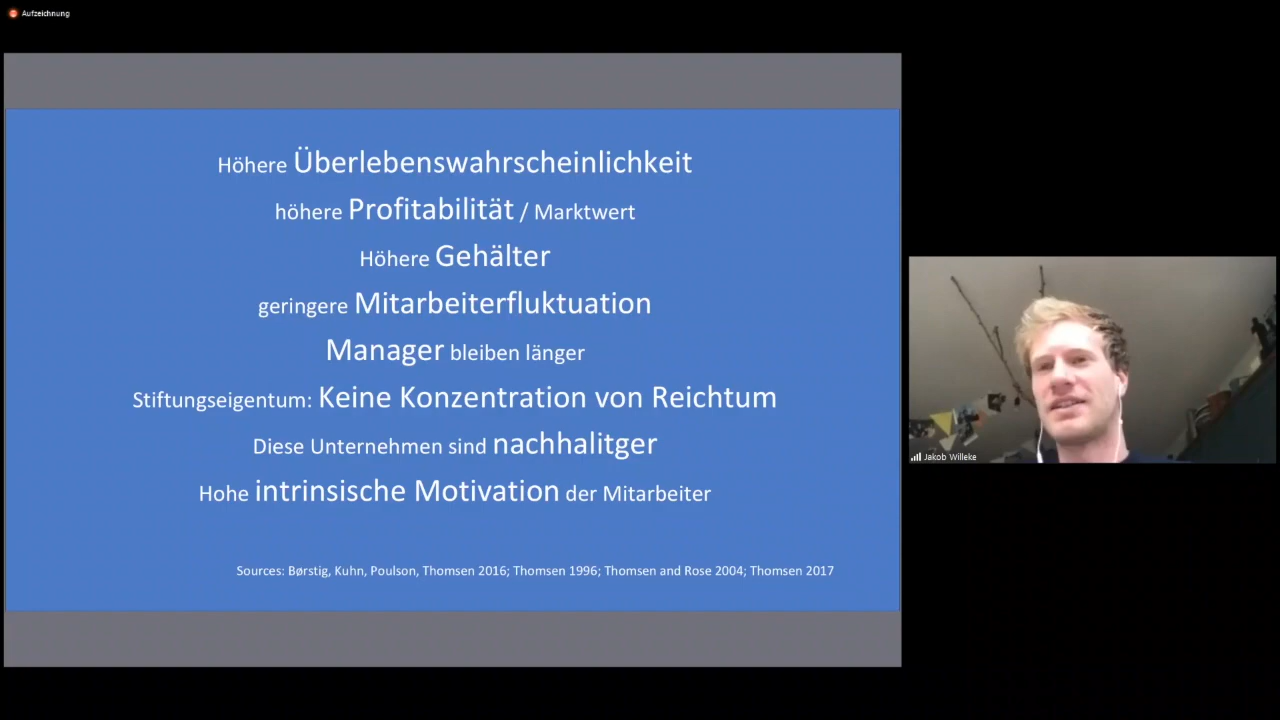 Aufzeichnung
Höhere Überlebenswahrscheinlichkeit
höhere Profitabilität / Marktwert
Höhere Gehälter
geringere Mitarbeiterfluktuation
Manager bleiben länger
Stiftungseigentum: Keine Konzentration von Reichtum
Diese Unternehmen sind nachhalitger
Hohe intrinsische Motivation der Mitarbeiter
Sources: Børstig, Kuhn, Poulson, Thomsen 2016; Thomsen 1996; Thomsen and Rose 2004; Thomsen 2017
Jakob Willeke